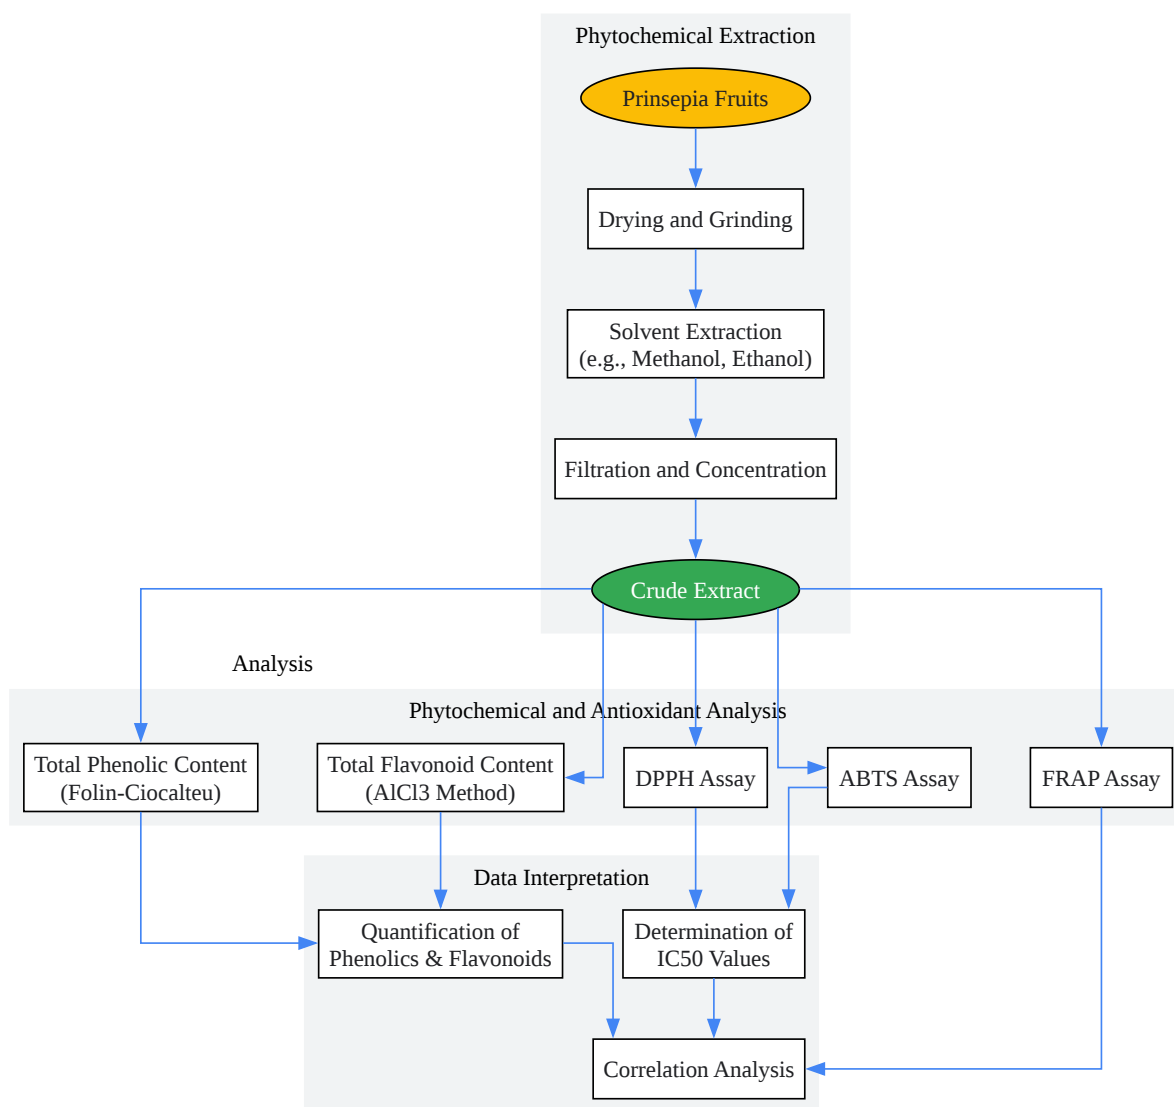 Phytochemical Extraction
Prinsepia Fruits
Drying and Grinding
Solvent Extraction
(e.g., Methanol, Ethanol)
Filtration and Concentration
Crude Extract
Analysis
Phytochemical and Antioxidant Analysis
Total Phenolic Content
(Folin-Ciocalteu)
Total Flavonoid Content
(AlCl3 Method)
DPPH Assay
ABTS Assay
FRAP Assay
Data Interpretation
Quantification of
Phenolics & Flavonoids
Determination of
IC50 Values
Correlation Analysis